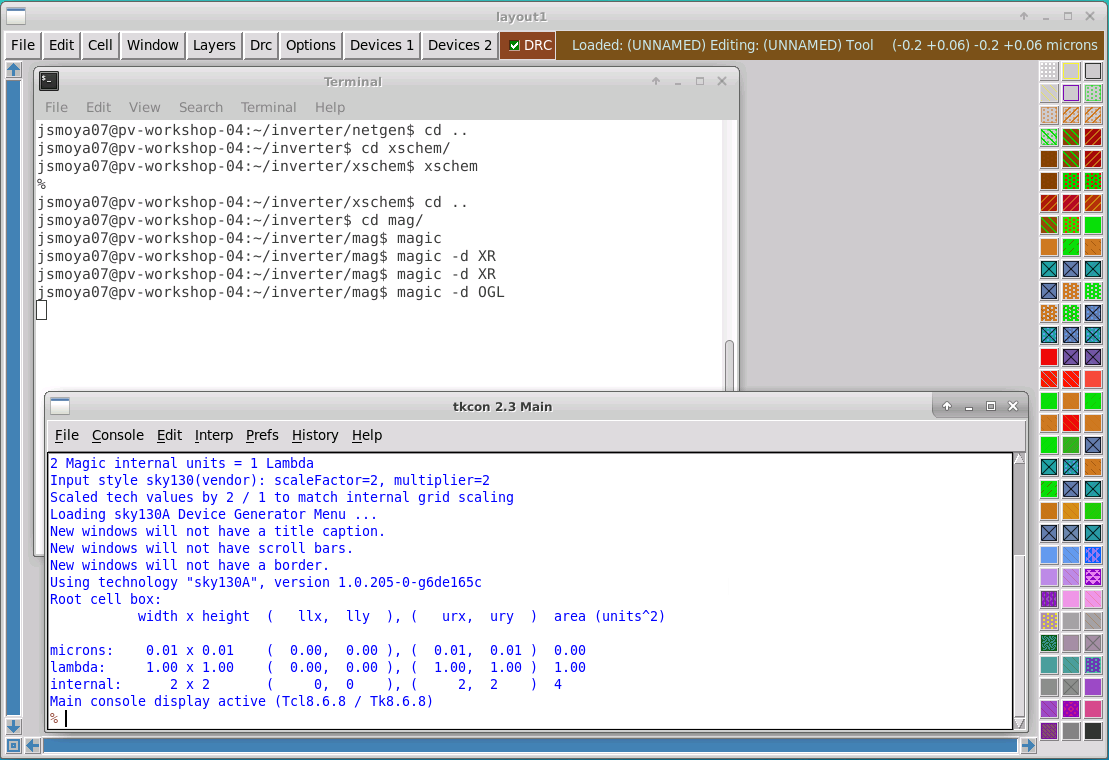 layout1
File Edit Cell Window Layers Drc Options Devices 1 Devices 2 DRC Loaded: (UNNAMED) Editing: (UNNAMED) Tool (-0.2 +0.06) -0.2 +0.06 microns
Terminal
File Edit View Search Terminal Help
jsmoya07@pv-workshop-04:~/inverter/netgen$ cd ..
jsmoya07@pv-workshop-04:~/inverter$ cd xschem/
jsmoya07@pv-workshop-04:~/inverter/xschem$ xschem
%
jsmoya07@pv-workshop-04:~/inverter/xschem$ cd ..
jsmoya07@pv-workshop-04:~/inverter$ cd mag/
jsmoya07@pv-workshop-04:~/inverter/mag$ magic
jsmoya07@pv-workshop-04:~/inverter/mag$ magic -d XR
jsmoya07@pv-workshop-04:~/inverter/mag$ magic -d XR
jsmoya07@pv-workshop-04:~/inverter/mag$ magic -d OGL
tkcon 2.3 Main
File Console Edit Interp Prefs History Help
2 Magic internal units = 1 Lambda
Input style sky130(vendor): scaleFactor=2, multiplier=2
Scaled tech values by 2 / 1 to match internal grid scaling
Loading sky130A Device Generator Menu ...
New windows will not have a title caption.
New windows will not have scroll bars.
New windows will not have a border.
Using technology "sky130A", version 1.0.205-0-g6de165c
Root cell box:
width x height ( llx, lly ), ( urx, ury ) area (units^2)
microns: 0.01 x 0.01 ( 0.00, 0.00 ), ( 0.01, 0.01 ) 0.00
lambda: 1.00 x 1.00 ( 0.00, 0.00 ), ( 1.00, 1.00 ) 1.00
internal: 2 x 2 ( 0, 0 ), ( 2, 2 ) 4
Main console display active (Tcl8.6.8 / Tk8.6.8)
%